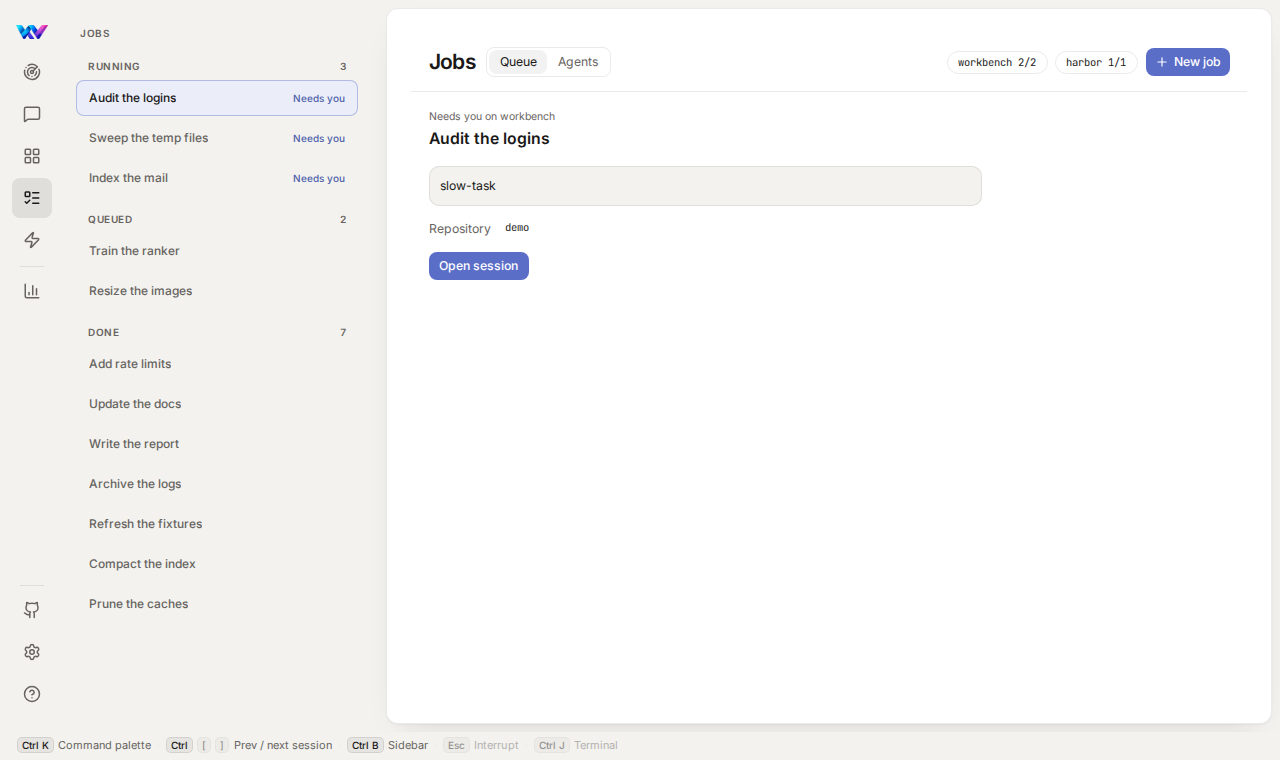 JOBS
RUNNING 3
Audit the logins Needs you
Sweep the temp files Needs you
Index the mail Needs you
QUEUED 2
Train the ranker
Resize the images
DONE 7
Add rate limits
Update the docs
Write the report
Archive the logs
Refresh the fixtures
Compact the index
Prune the caches
Jobs Queue Agents workbench 2/2 harbor 1/1 New job
Needs you on workbench
Audit the logins
slow-task
Repository demo
Open session
Ctrl K Command palette Ctrl [ ] Prev / next session Ctrl B Sidebar Esc Interrupt Ctrl J Terminal